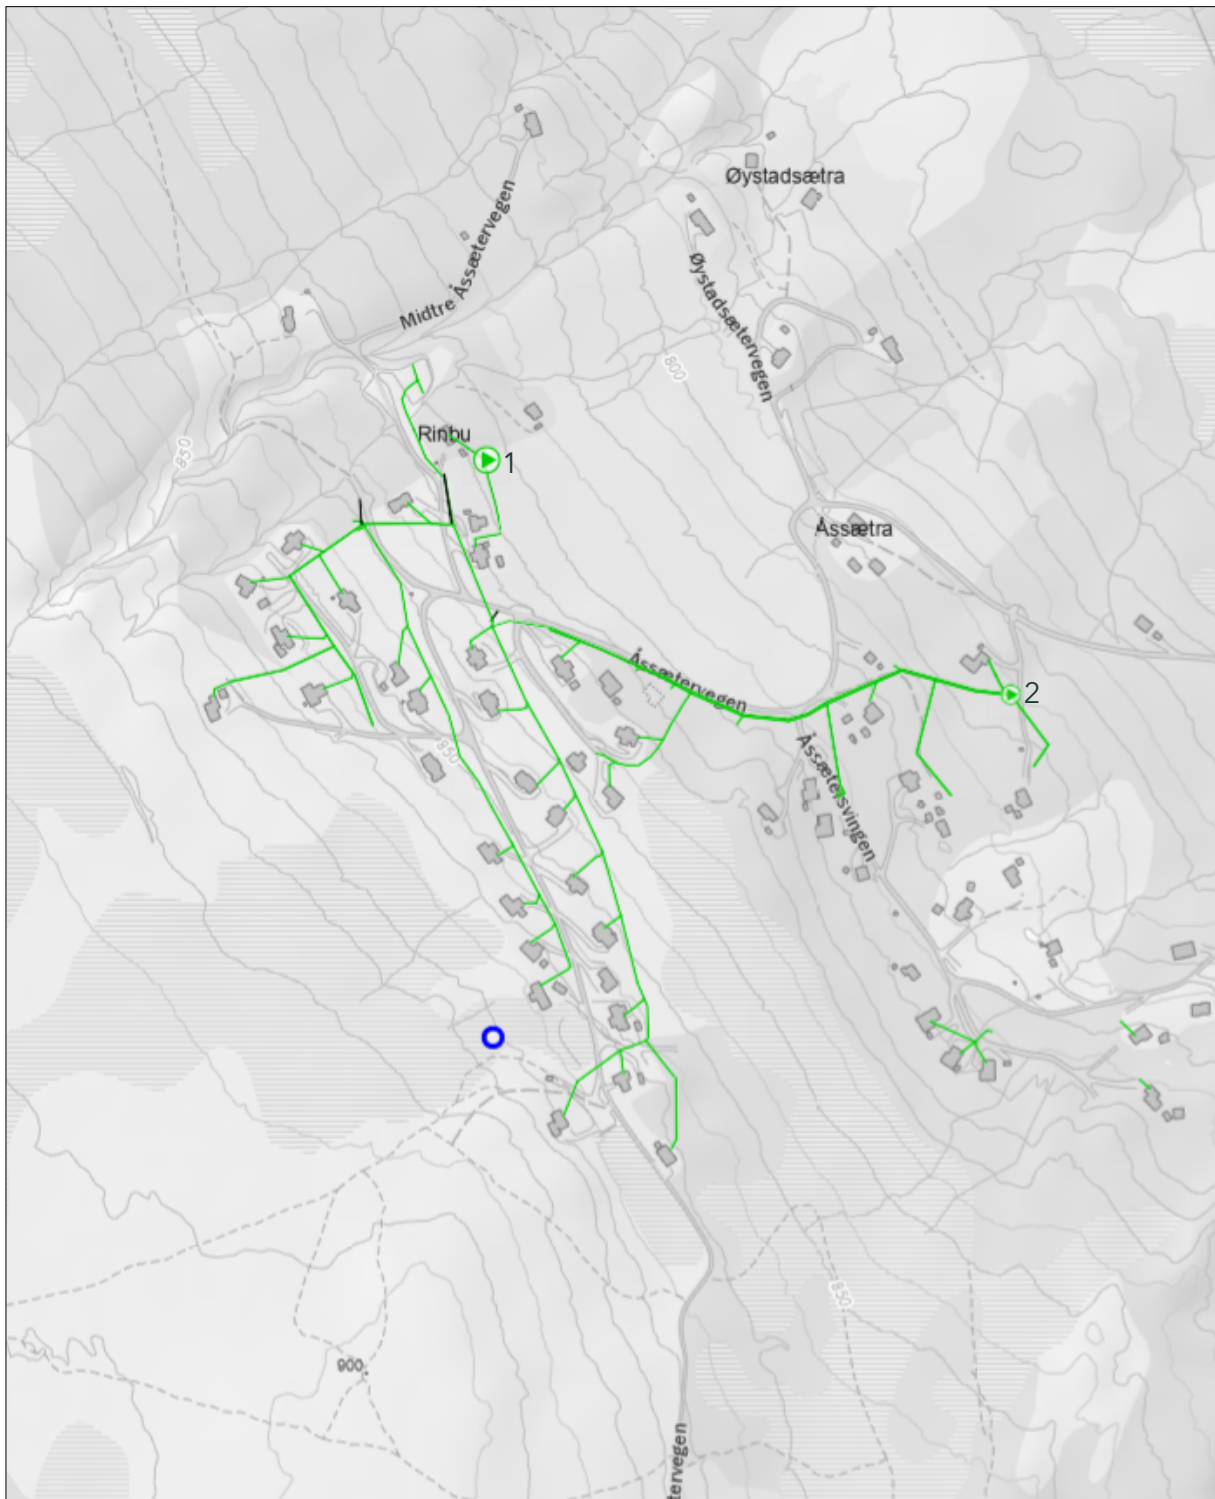 Øystadsætra
Midtre Åssætervegen
Øystadsætervegen
800
850
Rinbu
1
Åssætra
Åssætervegen
2
850
Åssætersvingen
850
900
tervegen